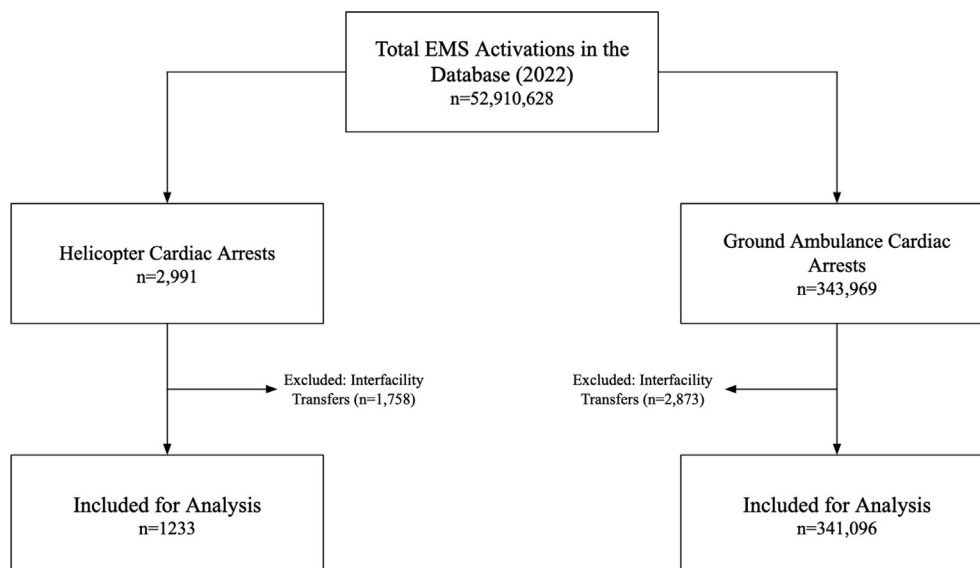 Total EMS Activations in the
Database (2022)
n=52,910,628
Helicopter Cardiac Arrests
n=2,991
Ground Ambulance Cardiac
Arrests
n=343,969
Excluded: Interfacility
Transfers (n=1,758)
Excluded: Interfacility
Transfers (n=2,873)
Included for Analysis
n=1233
Included for Analysis
n=341,096